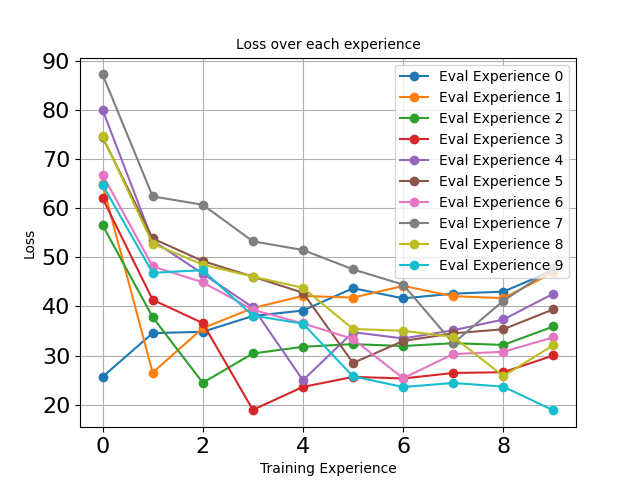 Loss over each experience
90
80
70
60
50
40
30
20
Loss
Eval Experience 0
Eval Experience 1
Eval Experience 2
Eval Experience 3
Eval Experience 4
Eval Experience 5
Eval Experience 6
Eval Experience 7
Eval Experience 8
Eval Experience 9
0 2 4 6 8
Training Experience